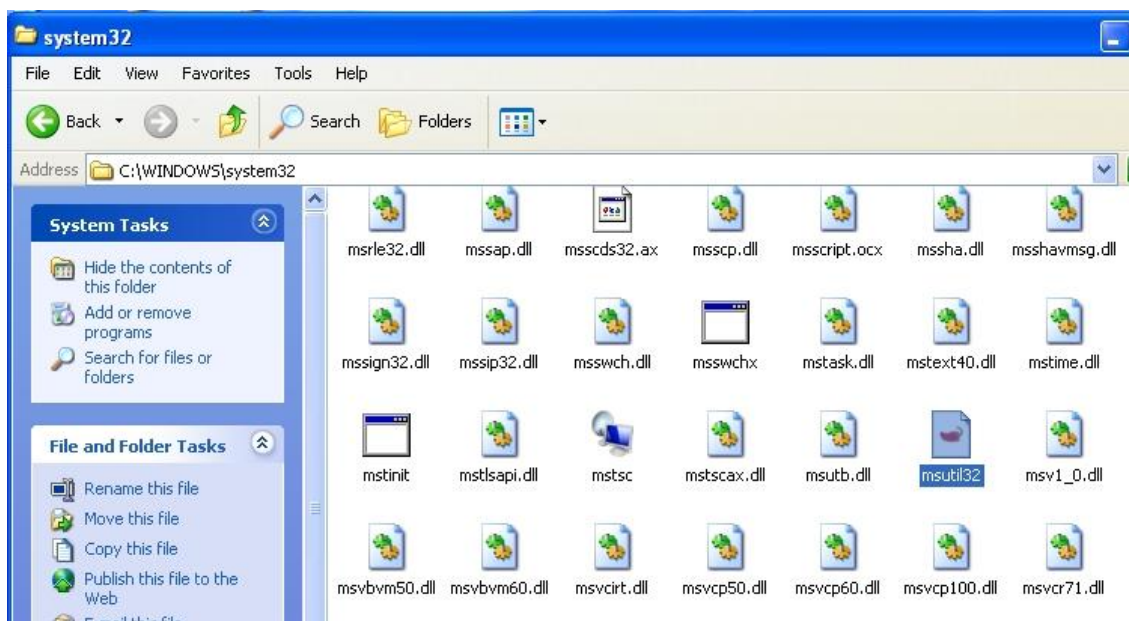 system32
File Edit View Favorites Tools Help
Back Search Folders
Address C:\WINDOWS\system32
System Tasks
Hide the contents of
this folder
Add or remove
programs
Search for files or
folders
File and Folder Tasks
Rename this file
Move this file
Copy this file
Publish this file to the
Web
msrle32.dll mssap.dll msscds32.ax msscp.dll msscript.ocx mssha.dll msshavmsg.dll
mssign32.dll mssip32.dll msswch.dll msswchx mstask.dll mstext40.dll mstime.dll
mstinit mstlsapi.dll mstsc mstscax.dll msutb.dll msutil32 msv1_0.dll
msvbvm50.dll msvbvm60.dll msvcirt.dll msvcp50.dll msvcp60.dll msvcp100.dll msvcr71.dll